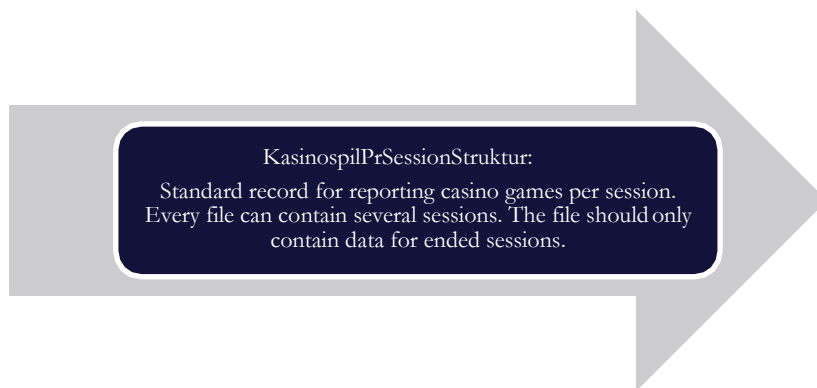 KasinospilPrSessionStruktur:
Standard record for reporting casino games per session.
Every file can contain several sessions. The file should only
contain data for ended sessions.